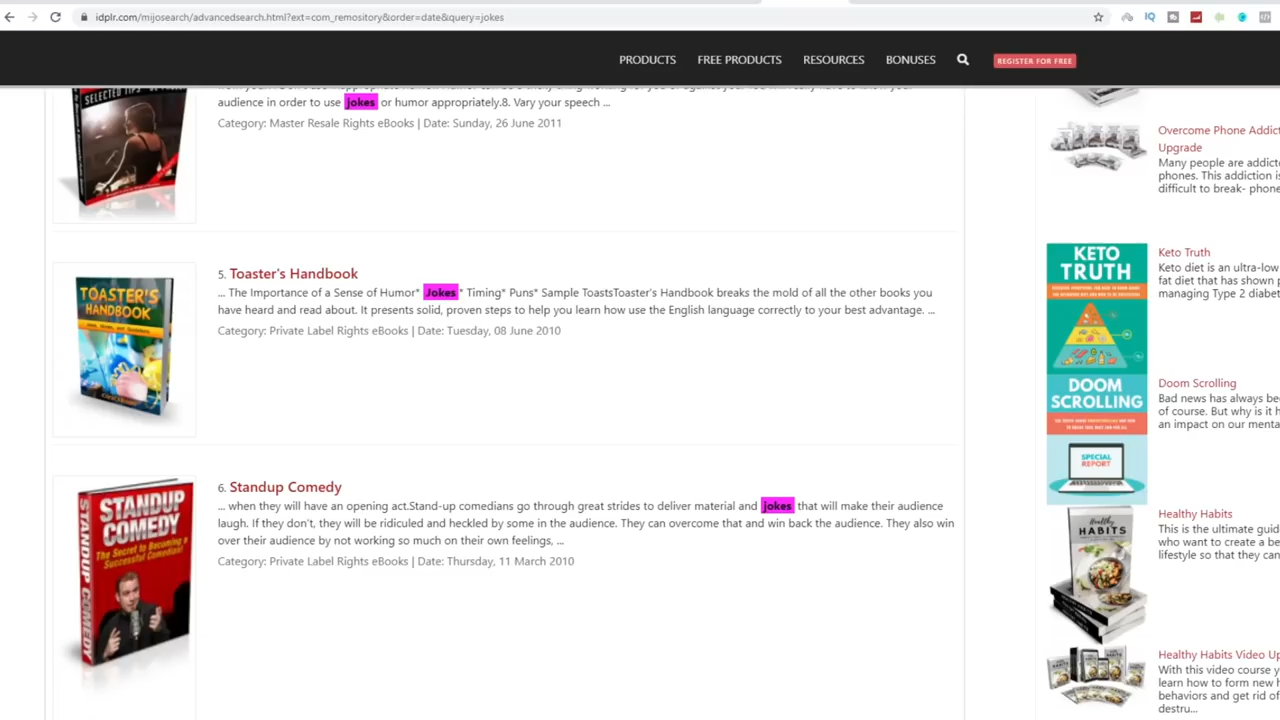 idplr.com/mijosearch/advancedsearch.html?ext=com_remository&order=date&query=jokes
PRODUCTS FREE PRODUCTS RESOURCES BONUSES REGISTER FOR FREE
audience in order to use jokes or humor appropriately.8. Vary your speech ...
Category: Master Resale Rights eBooks | Date: Sunday, 26 June 2011
5. Toaster's Handbook
... The Importance of a Sense of Humor* Jokes* Timing* Puns* Sample ToastsToaster's Handbook breaks the mold of all the other books you
have heard and read about. It presents solid, proven steps to help you learn how use the English language correctly to your best advantage. ...
Category: Private Label Rights eBooks | Date: Tuesday, 08 June 2010
TOASTER'S
HANDBOOK
6. Standup Comedy
... when they will have an opening act.Stand-up comedians go through great strides to deliver material and jokes that will make their audience
laugh. If they don't, they will be ridiculed and heckled by some in the audience. They can overcome that and win back the audience. They also win
over their audience by not working so much on their own feelings, ...
Category: Private Label Rights eBooks | Date: Thursday, 11 March 2010
STANDUP
COMEDY
The Secret to Becoming a
Successful Comedian!
STANDUP COMEDY
Overcome Phone Addict
Upgrade
Many people are addicte
phones. This addiction is
difficult to break- phone
KETO
TRUTH
Keto Truth
Keto diet is an ultra-low
fat diet that has shown p
managing Type 2 diabet
DOOM
SCROLLING
SPECIAL
REPORT
Doom Scrolling
Bad news has always be
of course. But why is it h
an impact on our menta
Healthy
HABITS
Healthy Habits
This is the ultimate guid
who want to create a be
lifestyle so that they can
Healthy Habits Video Up
With this video course y
learn how to form new h
behaviors and get rid of
destru...